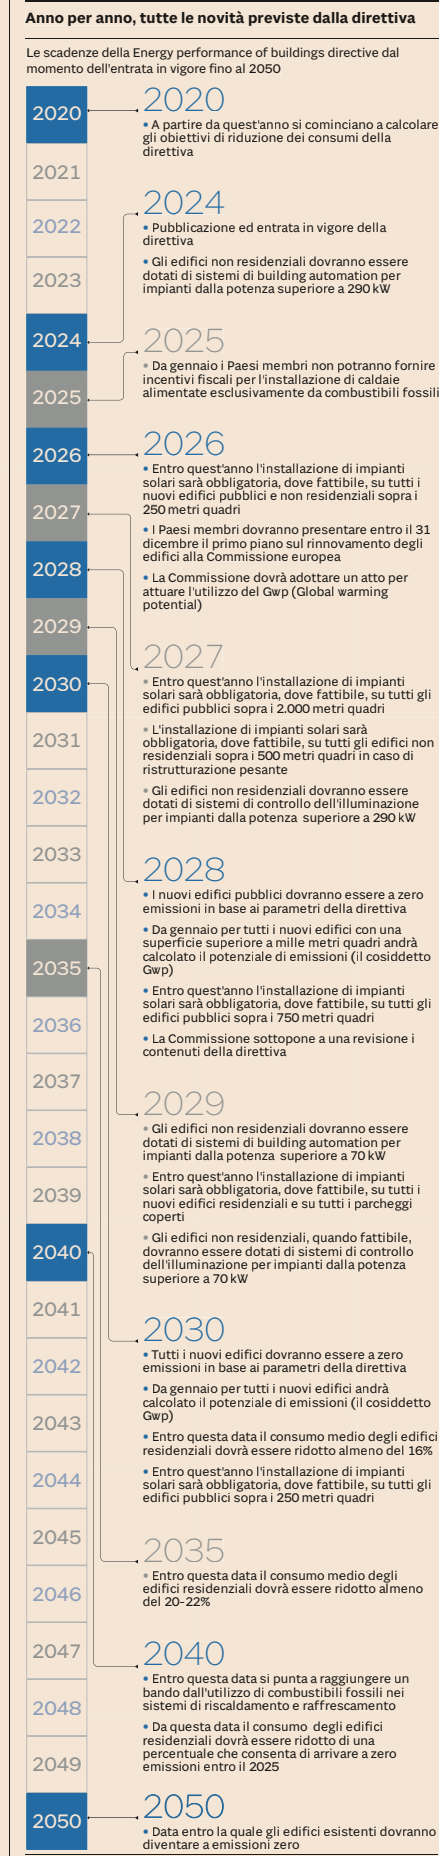 Anno per anno, tutte le novità previste dalla direttiva
Le scadenze della Energy performance of buildings directive dal
momento dell'entrata in vigore fino al 2050
2020
2021
2022
2023
2024
2025
2026
2027
2028
2029
2030
2031
2032
2033
2034
2035
2036
2037
2038
2039
2040
2041
2042
2043
2044
2045
2046
2047
2048
2049
2050
2020
• A partire da quest'anno si cominciano a calcolare
gli obiettivi di riduzione dei consumi della
direttiva
2024
• Pubblicazione ed entrata in vigore della
direttiva
• Gli edifici non residenziali dovranno essere
dotati di sistemi di building automation per
impianti dalla potenza superiore a 290 kW
2025
• Da gennaio i Paesi membri non potranno fornire
incentivi fiscali per l'installazione di caldaie
alimentate esclusivamente da combustibili fossili
2026
• Entro quest'anno l'installazione di impianti
solari sarà obbligatoria, dove fattibile, su tutti i
nuovi edifici pubblici e non residenziali sopra i
250 metri quadri
• I Paesi membri dovranno presentare entro il 31
dicembre il primo piano sul rinnovamento degli
edifici alla Commissione europea
• La Commissione dovrà adottare un atto per
attuare l'utilizzo del Gwp (Global warming
potential)
2027
• Entro quest'anno l'installazione di impianti
solari sarà obbligatoria, dove fattibile, su tutti gli
edifici pubblici sopra i 2.000 metri quadri
• L'installazione di impianti solari sarà
obbligatoria, dove fattibile, su tutti gli edifici non
residenziali sopra i 500 metri quadri in caso di
ristrutturazione pesante
• Gli edifici non residenziali dovranno essere
dotati di sistemi di controllo dell'illuminazione
per impianti dalla potenza superiore a 290 kW
2028
• I nuovi edifici pubblici dovranno essere a zero
emissioni in base ai parametri della direttiva
• Da gennaio per tutti i nuovi edifici con una
superficie superiore a mille metri quadri andrà
calcolato il potenziale di emissioni (il cosiddetto
Gwp)
• Entro quest'anno l'installazione di impianti
solari sarà obbligatoria, dove fattibile, su tutti gli
edifici pubblici sopra i 750 metri quadri
• La Commissione sottopone a una revisione i
contenuti della direttiva
2029
• Gli edifici non residenziali dovranno essere
dotati di sistemi di building automation per
impianti dalla potenza superiore a 70 kW
• Entro quest'anno l'installazione di impianti
solari sarà obbligatoria, dove fattibile, su tutti i
nuovi edifici residenziali e su tutti i parcheggi
coperti
• Gli edifici non residenziali, quando fattibile,
dovranno essere dotati di sistemi di controllo
dell'illuminazione per impianti dalla potenza
superiore a 70 kW
2030
• Tutti i nuovi edifici dovranno essere a zero
emissioni in base ai parametri della direttiva
• Da gennaio per tutti i nuovi edifici andrà
calcolato il potenziale di emissioni (il cosiddetto
Gwp)
• Entro questa data il consumo medio degli edifici
residenziali dovrà essere ridotto almeno del 16%
• Entro quest'anno l'installazione di impianti
solari sarà obbligatoria, dove fattibile, su tutti gli
edifici pubblici sopra i 250 metri quadri
2035
• Entro questa data il consumo medio degli
edifici residenziali dovrà essere ridotto almeno
del 20-22%
2040
• Entro questa data si punta a raggiungere un
bando dall'utilizzo di combustibili fossili nei
sistemi di riscaldamento e raffrescamento
• Da questa data il consumo degli edifici
residenziali dovrà essere ridotto di una
percentuale che consenta di arrivare a zero
emissioni entro il 2025
2050
• Data entro la quale gli edifici esistenti dovranno
diventare a emissioni zero